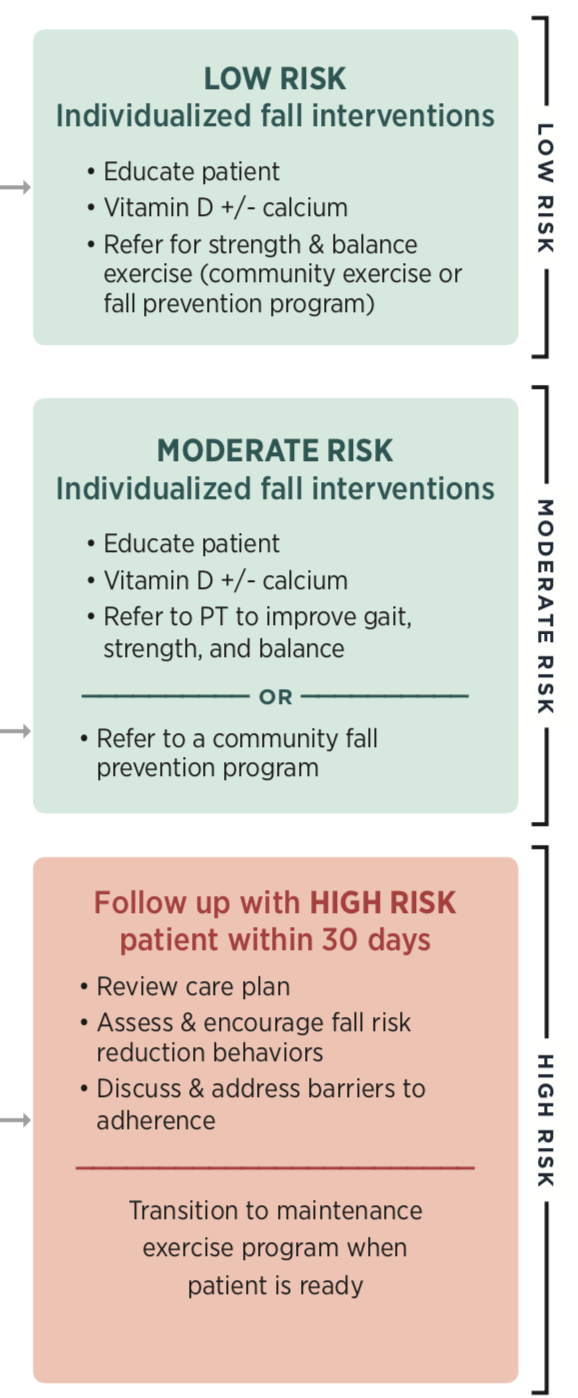 LOW RISK
Individualized fall interventions
• Educate patient
• Vitamin D +/- calcium
• Refer for strength & balance
exercise (community exercise or
fall prevention program)
LOW RISK
MODERATE RISK
Individualized fall interventions
• Educate patient
• Vitamin D +/- calcium
• Refer to PT to improve gait,
strength, and balance
OR
• Refer to a community fall
prevention program
MODERATE RISK
Follow up with HIGH RISK
patient within 30 days
• Review care plan
• Assess & encourage fall risk
reduction behaviors
• Discuss & address barriers to
adherence
Transition to maintenance
exercise program when
patient is ready
HIGH RISK